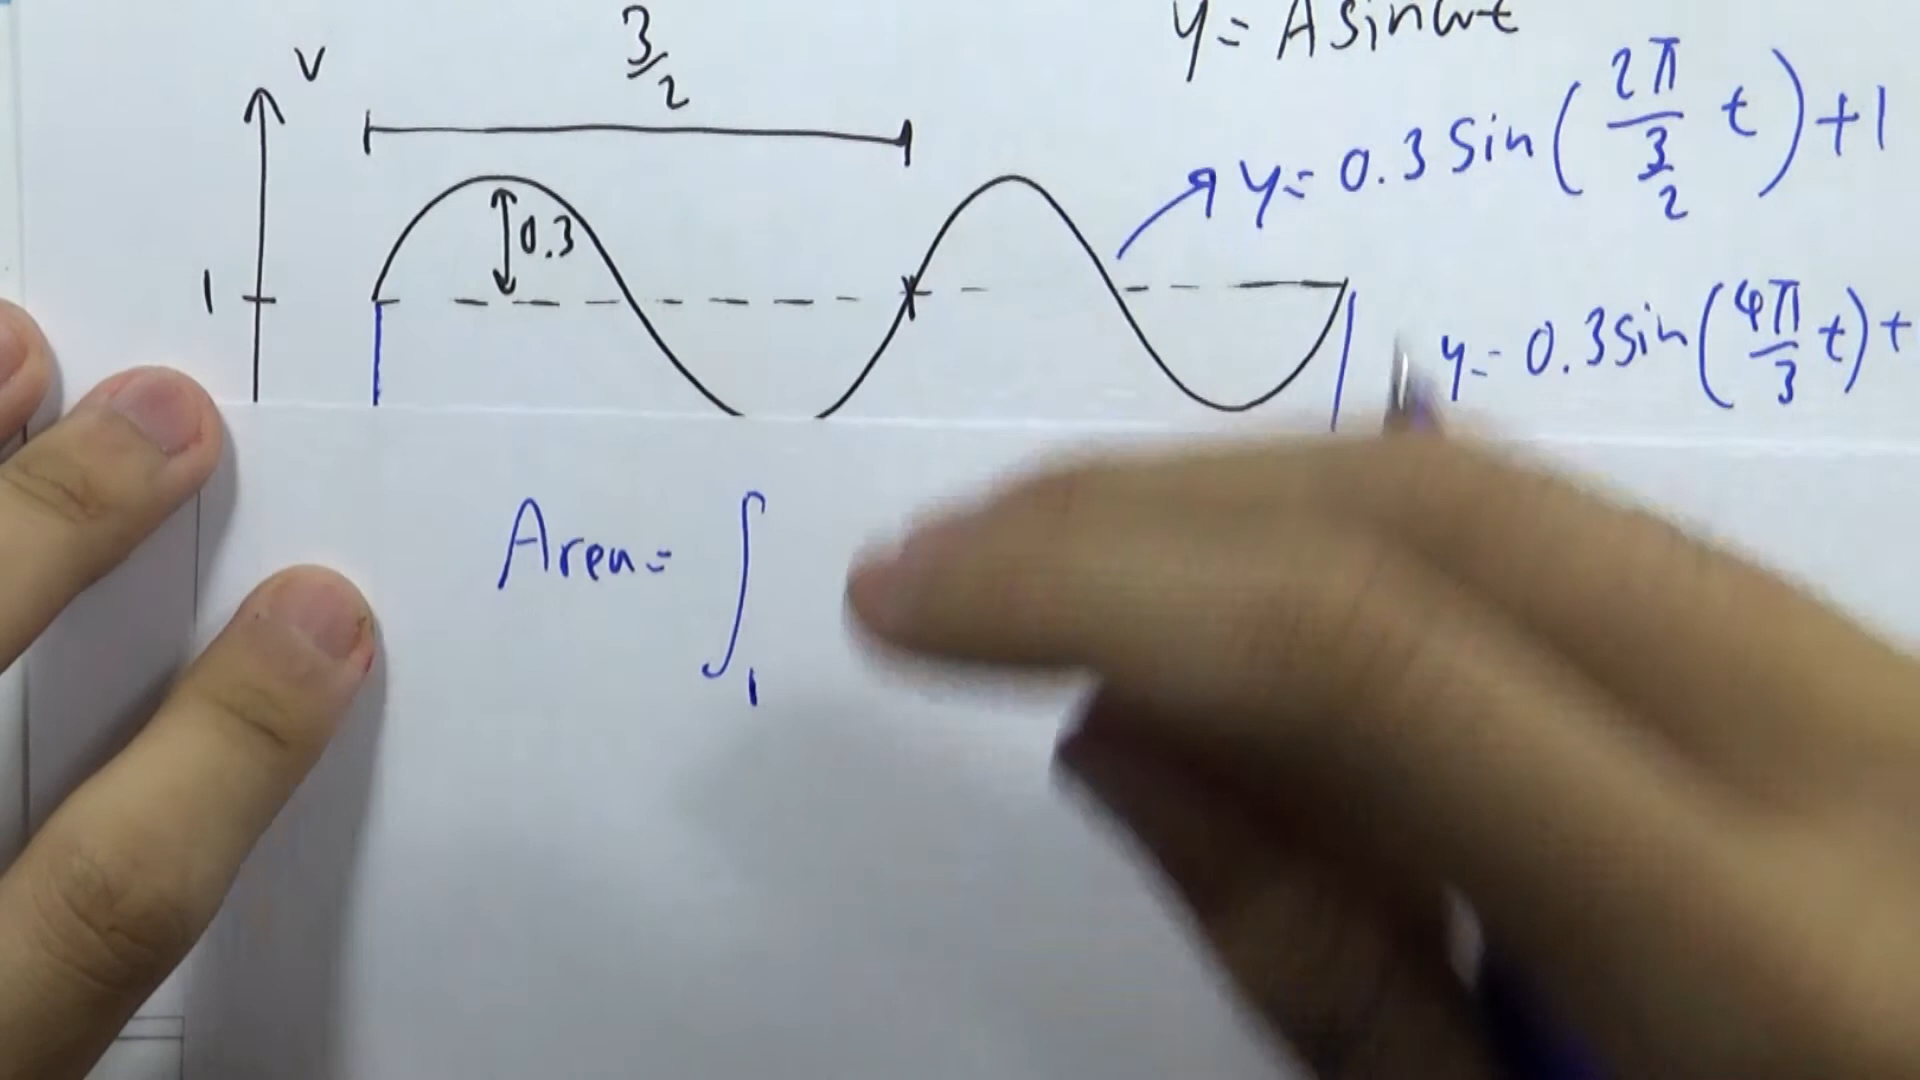 y = A sin ωt
3/2
V
y = 0.3 sin(2π/(3/2) t) + 1
0.3
1
y = 0.3 sin(4π/3 t) +
Area = ∫₁